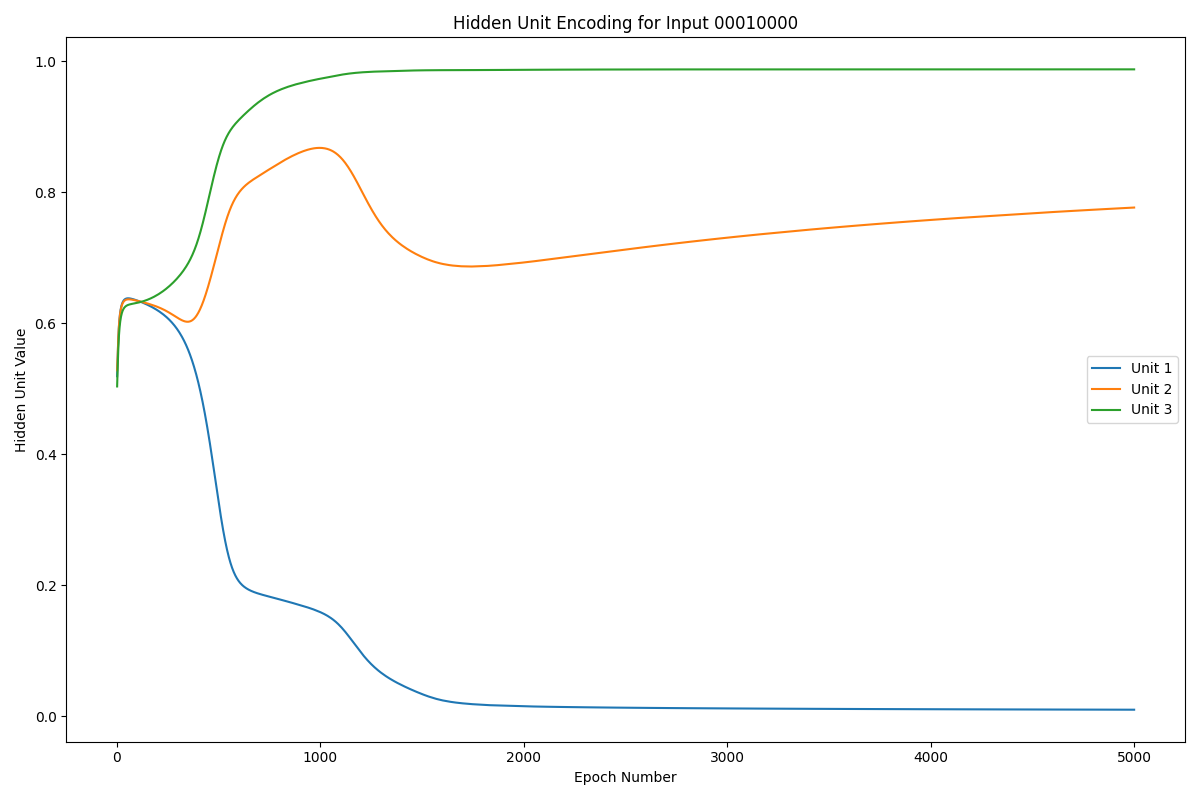 Hidden Unit Encoding for Input 00010000
Hidden Unit Value
1.0
0.8
0.6
0.4
0.2
0.0
Unit 1
Unit 2
Unit 3
0
1000
2000
3000
4000
5000
Epoch Number